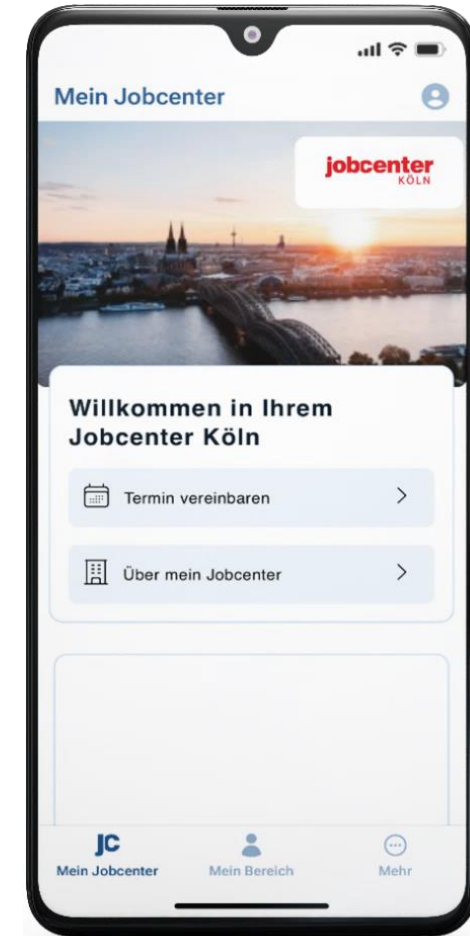 Mein Jobcenter
jobcenter
KÖLN
Willkommen in Ihrem
Jobcenter Köln
Termin vereinbaren
Über mein Jobcenter
JC
Mein Jobcenter
Mein Bereich
Mehr